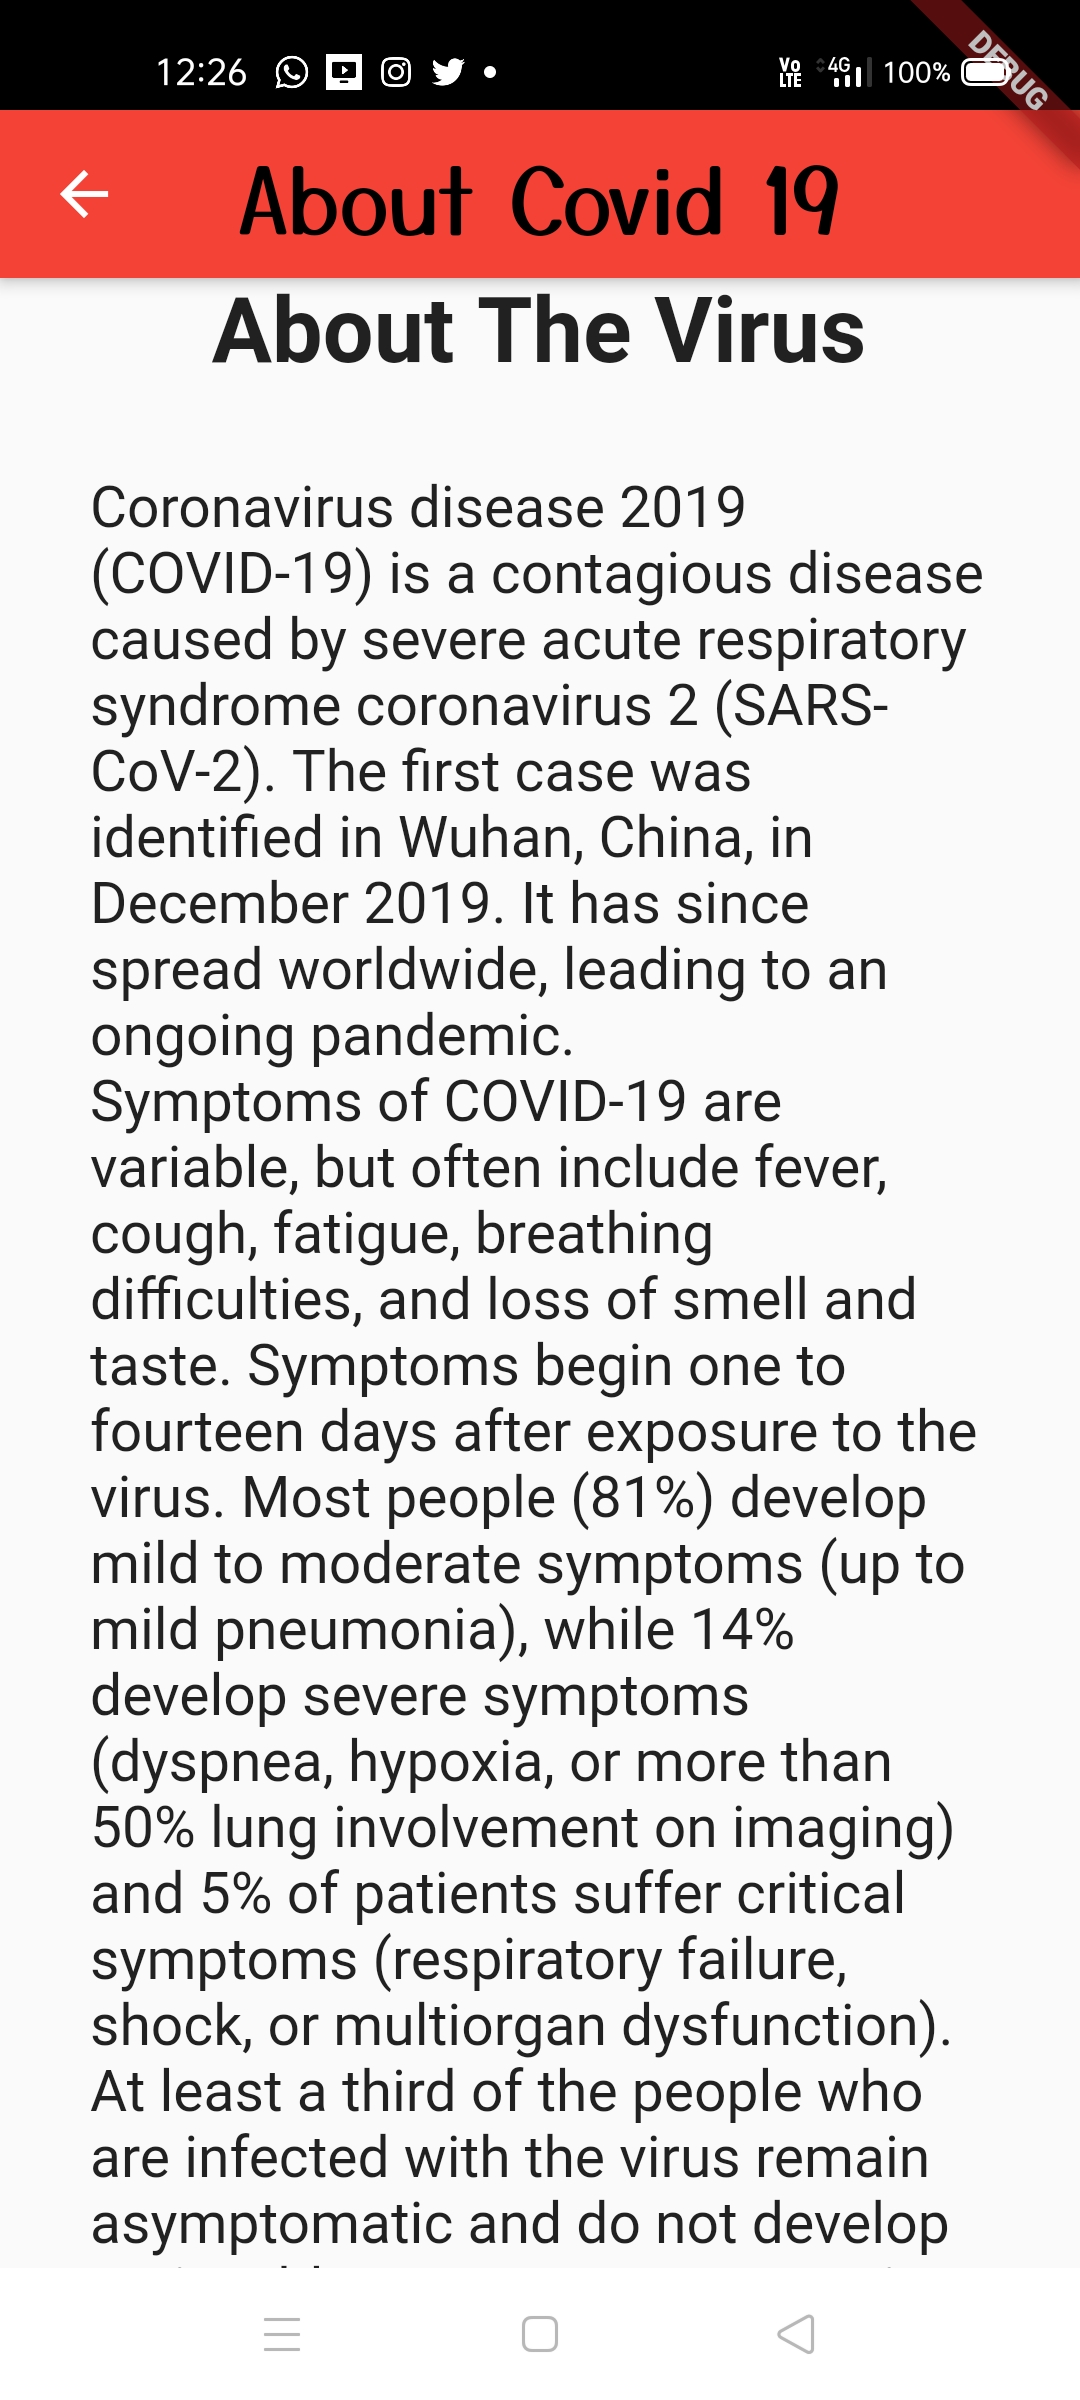 12:26
Vo LTE 4G 100%
DEBUG
About Covid 19
About The Virus
Coronavirus disease 2019
(COVID-19) is a contagious disease
caused by severe acute respiratory
syndrome coronavirus 2 (SARS-
CoV-2). The first case was
identified in Wuhan, China, in
December 2019. It has since
spread worldwide, leading to an
ongoing pandemic.
Symptoms of COVID-19 are
variable, but often include fever,
cough, fatigue, breathing
difficulties, and loss of smell and
taste. Symptoms begin one to
fourteen days after exposure to the
virus. Most people (81%) develop
mild to moderate symptoms (up to
mild pneumonia), while 14%
develop severe symptoms
(dyspnea, hypoxia, or more than
50% lung involvement on imaging)
and 5% of patients suffer critical
symptoms (respiratory failure,
shock, or multiorgan dysfunction).
At least a third of the people who
are infected with the virus remain
asymptomatic and do not develop